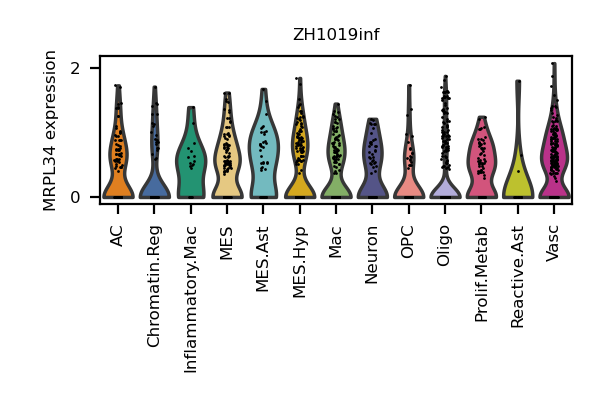 ZH1019inf
MRPL34 expression
2
0
AC
Chromatin.Reg
Inflammatory.Mac
MES
MES.Ast
MES.Hyp
Mac
Neuron
OPC
Oligo
Prolif.Metab
Reactive.Ast
Vasc